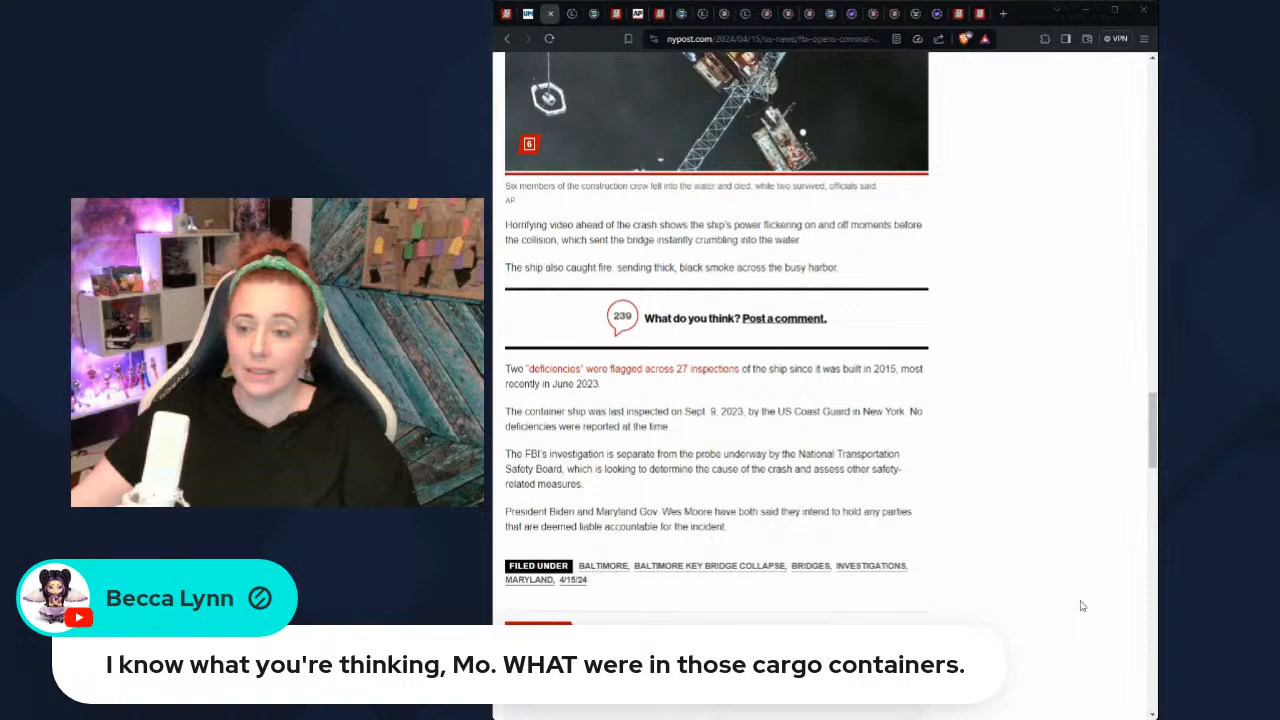 UPI
AP
nypost.com/2024/04/15/us-news/fbi-opens-criminal-...
VPN
6
Six members of the construction crew fell into the water and died, while two survived, officials said.
AP
Horrifying video ahead of the crash shows the ship's power flickering on and off moments before
the collision, which sent the bridge instantly crumbling into the water
The ship also caught fire, sending thick, black smoke across the busy harbor.
239
What do you think? Post a comment.
Two "deficiencies" were flagged across 27 inspections of the ship since it was built in 2015, most
recently in June 2023.
The container ship was last inspected on Sept. 9, 2023, by the US Coast Guard in New York. No
deficiencies were reported at the time
The FBI's investigation is separate from the probe underway by the National Transportation
Safety Board, which is looking to determine the cause of the crash and assess other safety-
related measures.
President Biden and Maryland Gov. Wes Moore have both said they intend to hold any parties
that are deemed liable accountable for the incident
FILED UNDER BALTIMORE, BALTIMORE KEY BRIDGE COLLAPSE, BRIDGES, INVESTIGATIONS,
MARYLAND, 4/15/24
Becca Lynn
I know what you're thinking, Mo. WHAT were in those cargo containers.